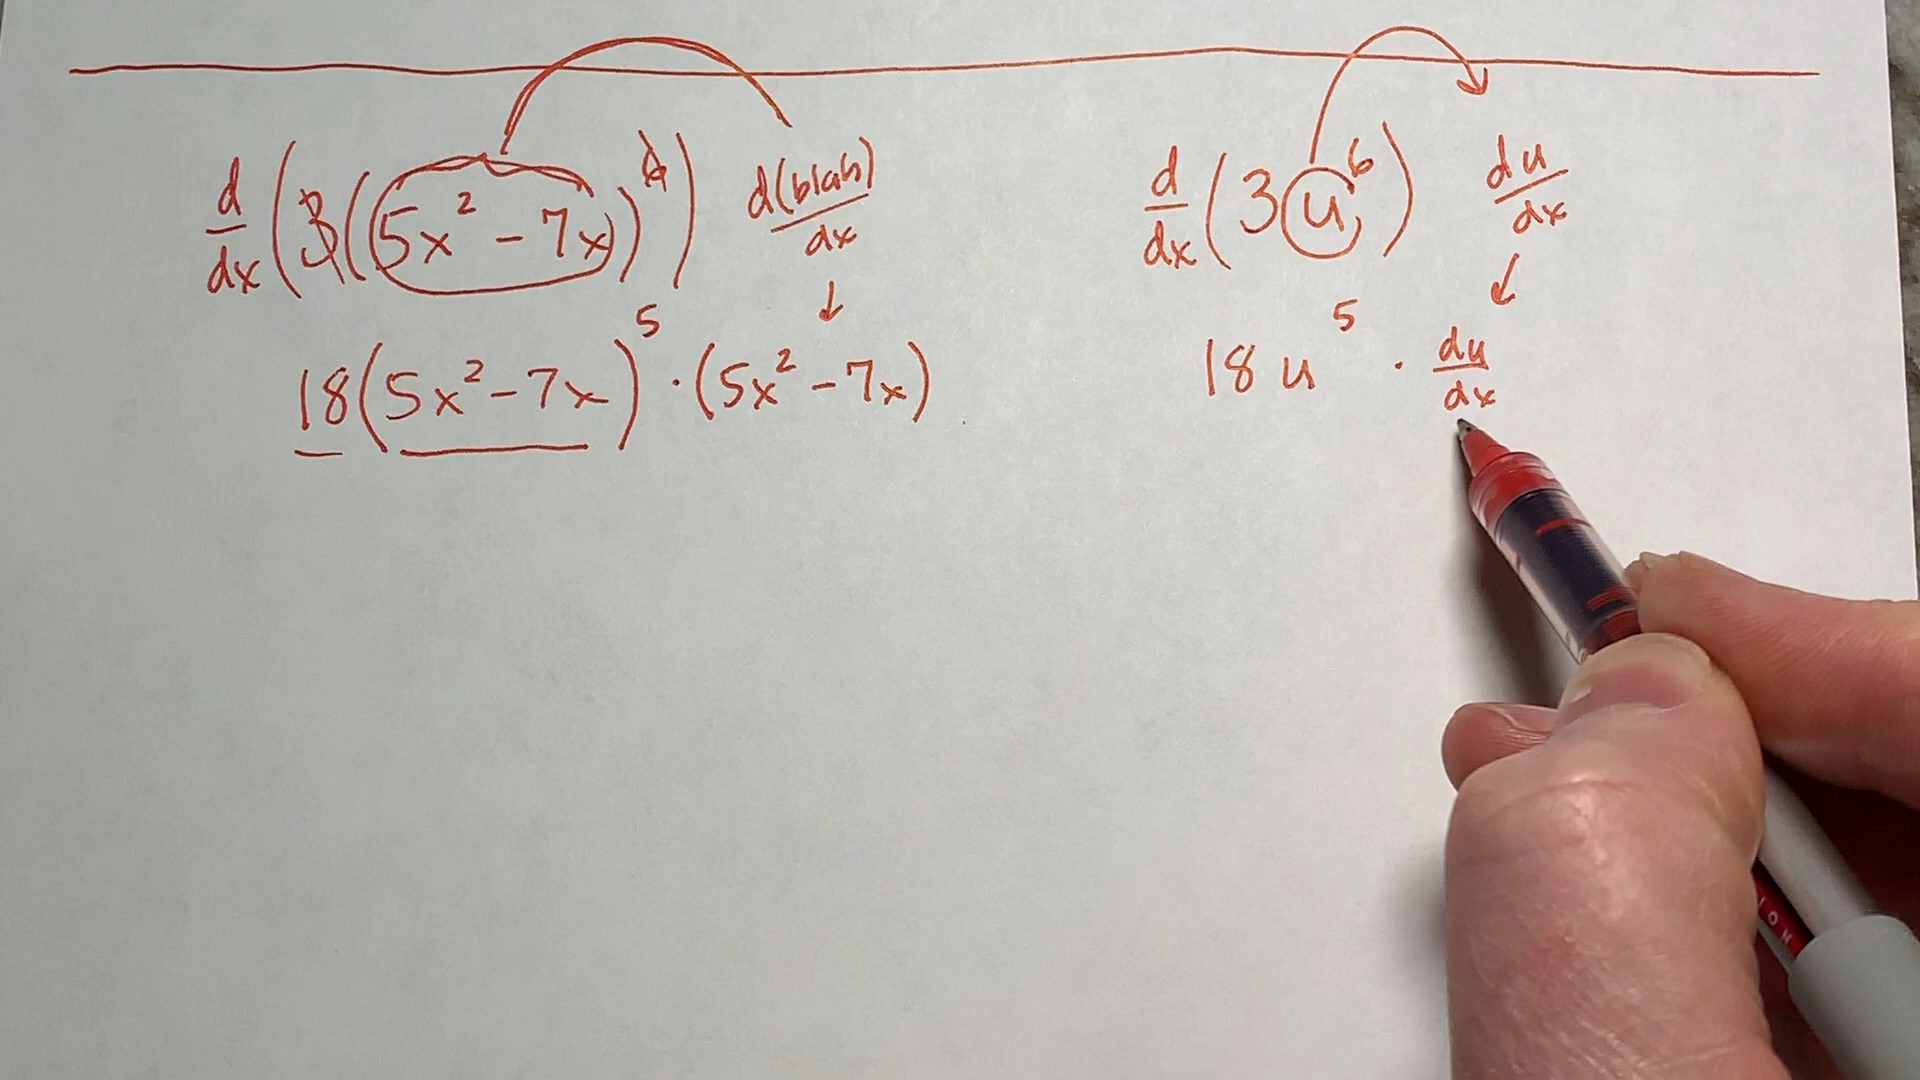 d/dx (3(5x² - 7x)⁶) d(blah)/dx
18(5x² - 7x)⁵ · (5x² - 7x)
d/dx (3u⁶) du/dx
18u⁵ · du/dx